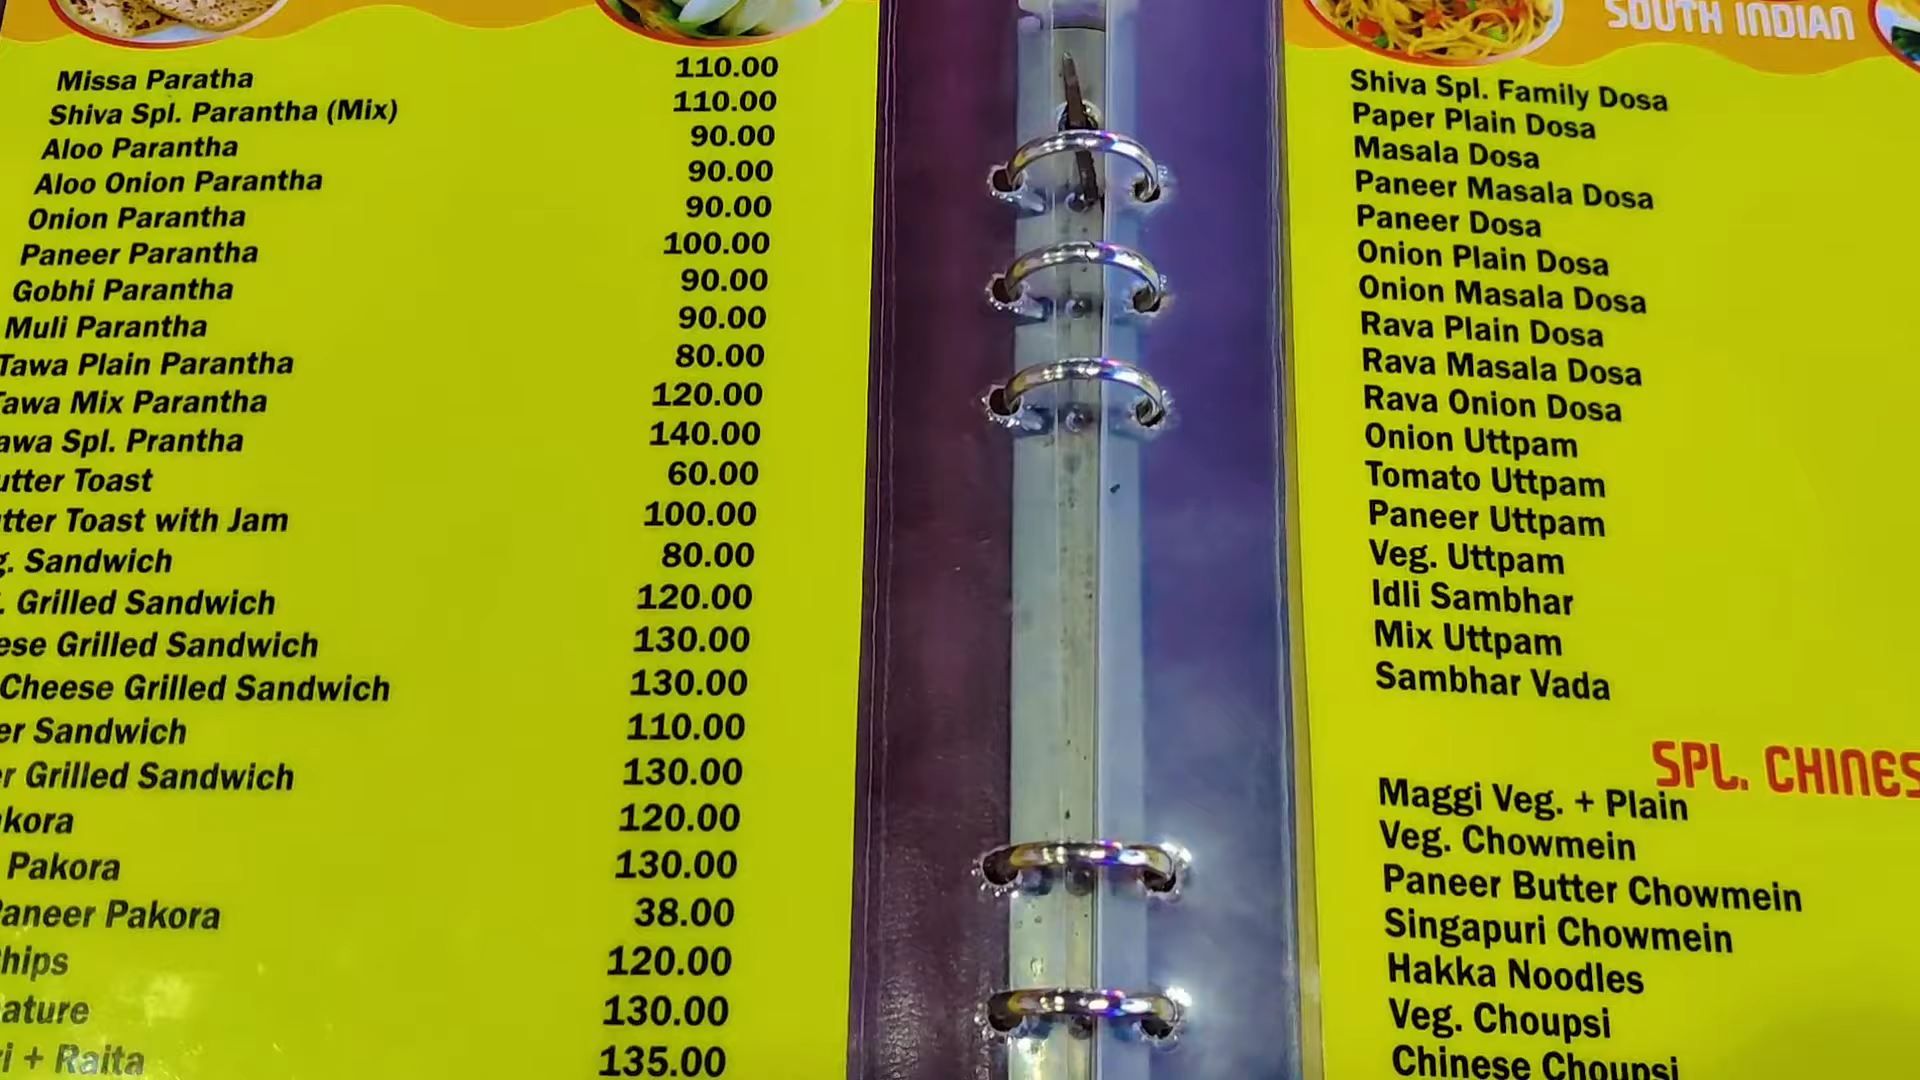 Missa Paratha 110.00
Shiva Spl. Parantha (Mix) 110.00
Aloo Parantha 90.00
Aloo Onion Parantha 90.00
Onion Parantha 90.00
Paneer Parantha 100.00
Gobhi Parantha 90.00
Muli Parantha 90.00
Tawa Plain Parantha 80.00
Tawa Mix Parantha 120.00
awa Spl. Prantha 140.00
utter Toast 60.00
tter Toast with Jam 100.00
g. Sandwich 80.00
. Grilled Sandwich 120.00
ese Grilled Sandwich 130.00
Cheese Grilled Sandwich 130.00
er Sandwich 110.00
er Grilled Sandwich 130.00
akora 120.00
Pakora 130.00
Paneer Pakora 38.00
hips 120.00
ature 130.00
ri + Raita 135.00
SOUTH INDIAN
Shiva Spl. Family Dosa
Paper Plain Dosa
Masala Dosa
Paneer Masala Dosa
Paneer Dosa
Onion Plain Dosa
Onion Masala Dosa
Rava Plain Dosa
Rava Masala Dosa
Rava Onion Dosa
Onion Uttpam
Tomato Uttpam
Paneer Uttpam
Veg. Uttpam
Idli Sambhar
Mix Uttpam
Sambhar Vada
SPL. CHINES
Maggi Veg. + Plain
Veg. Chowmein
Paneer Butter Chowmein
Singapuri Chowmein
Hakka Noodles
Veg. Choupsi
Chinese Choupsi